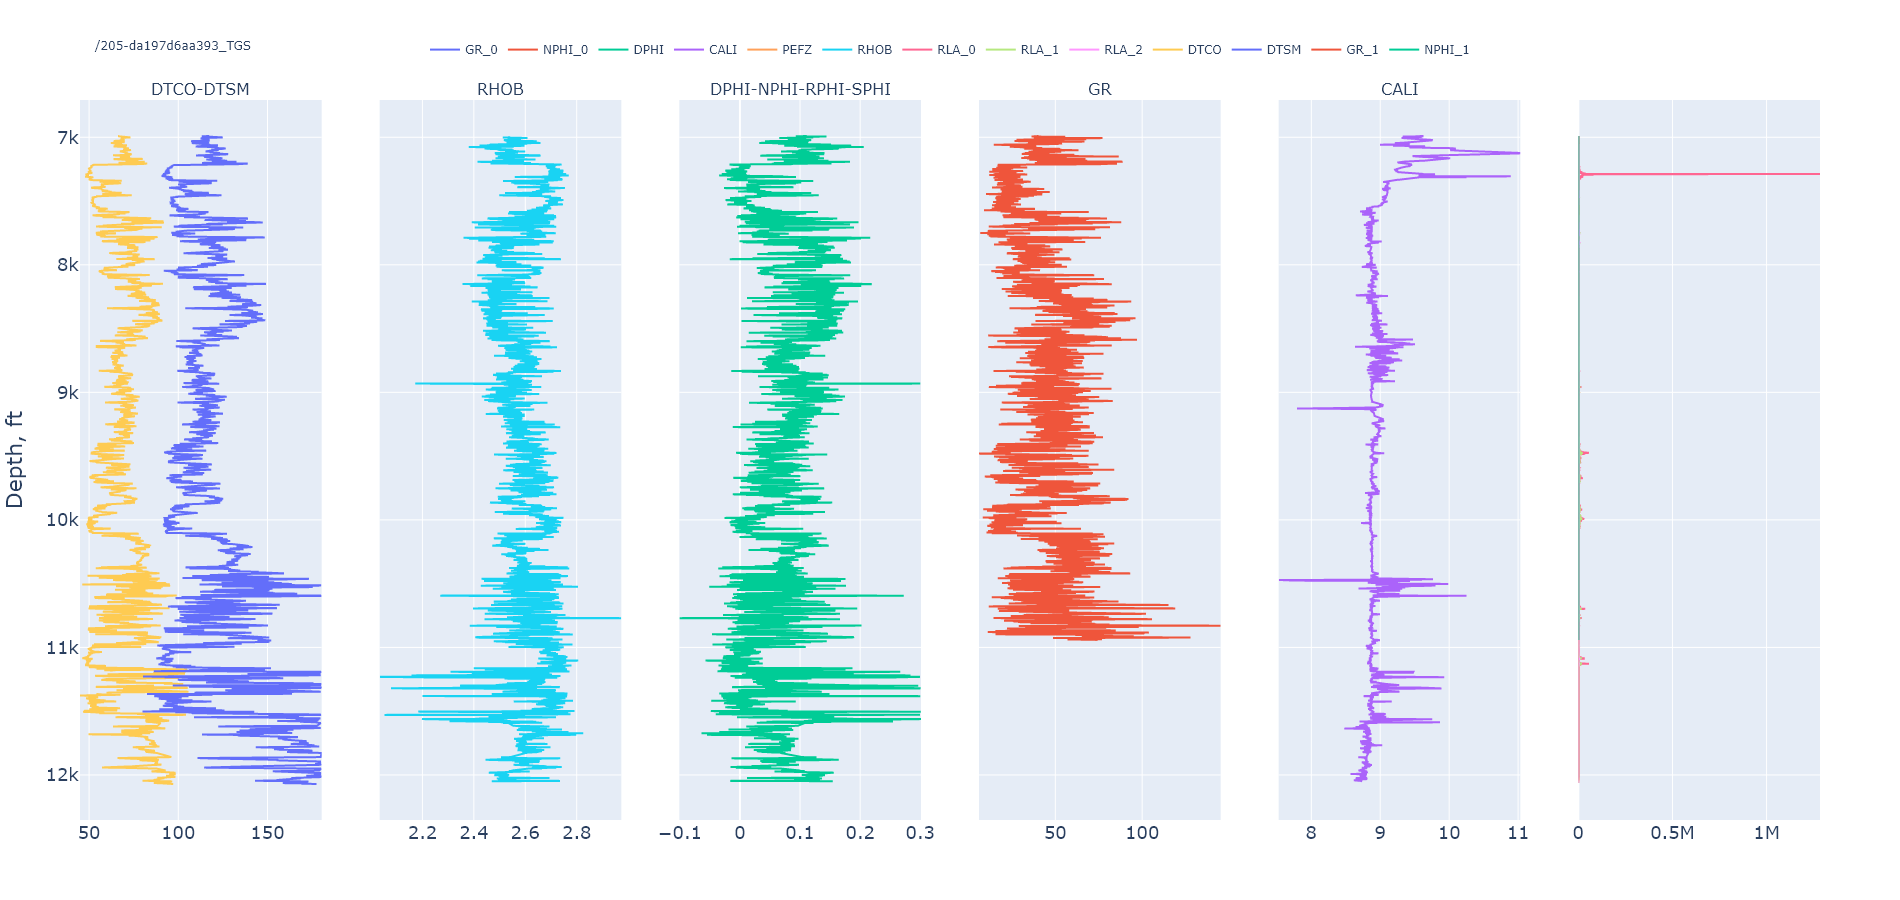 /205-da197d6aa393_TGS
GR_0 NPHI_0 DPHI CALI PEFZ RHOB RLA_0 RLA_1 RLA_2 DTCO DTSM GR_1 NPHI_1
DTCO-DTSM RHOB DPHI-NPHI-RPHI-SPHI GR CALI
7k
8k
9k
10k
11k
12k
Depth, ft
50 100 150 2.2 2.4 2.6 2.8 −0.1 0 0.1 0.2 0.3 50 100 8 9 10 11 0 0.5M 1M